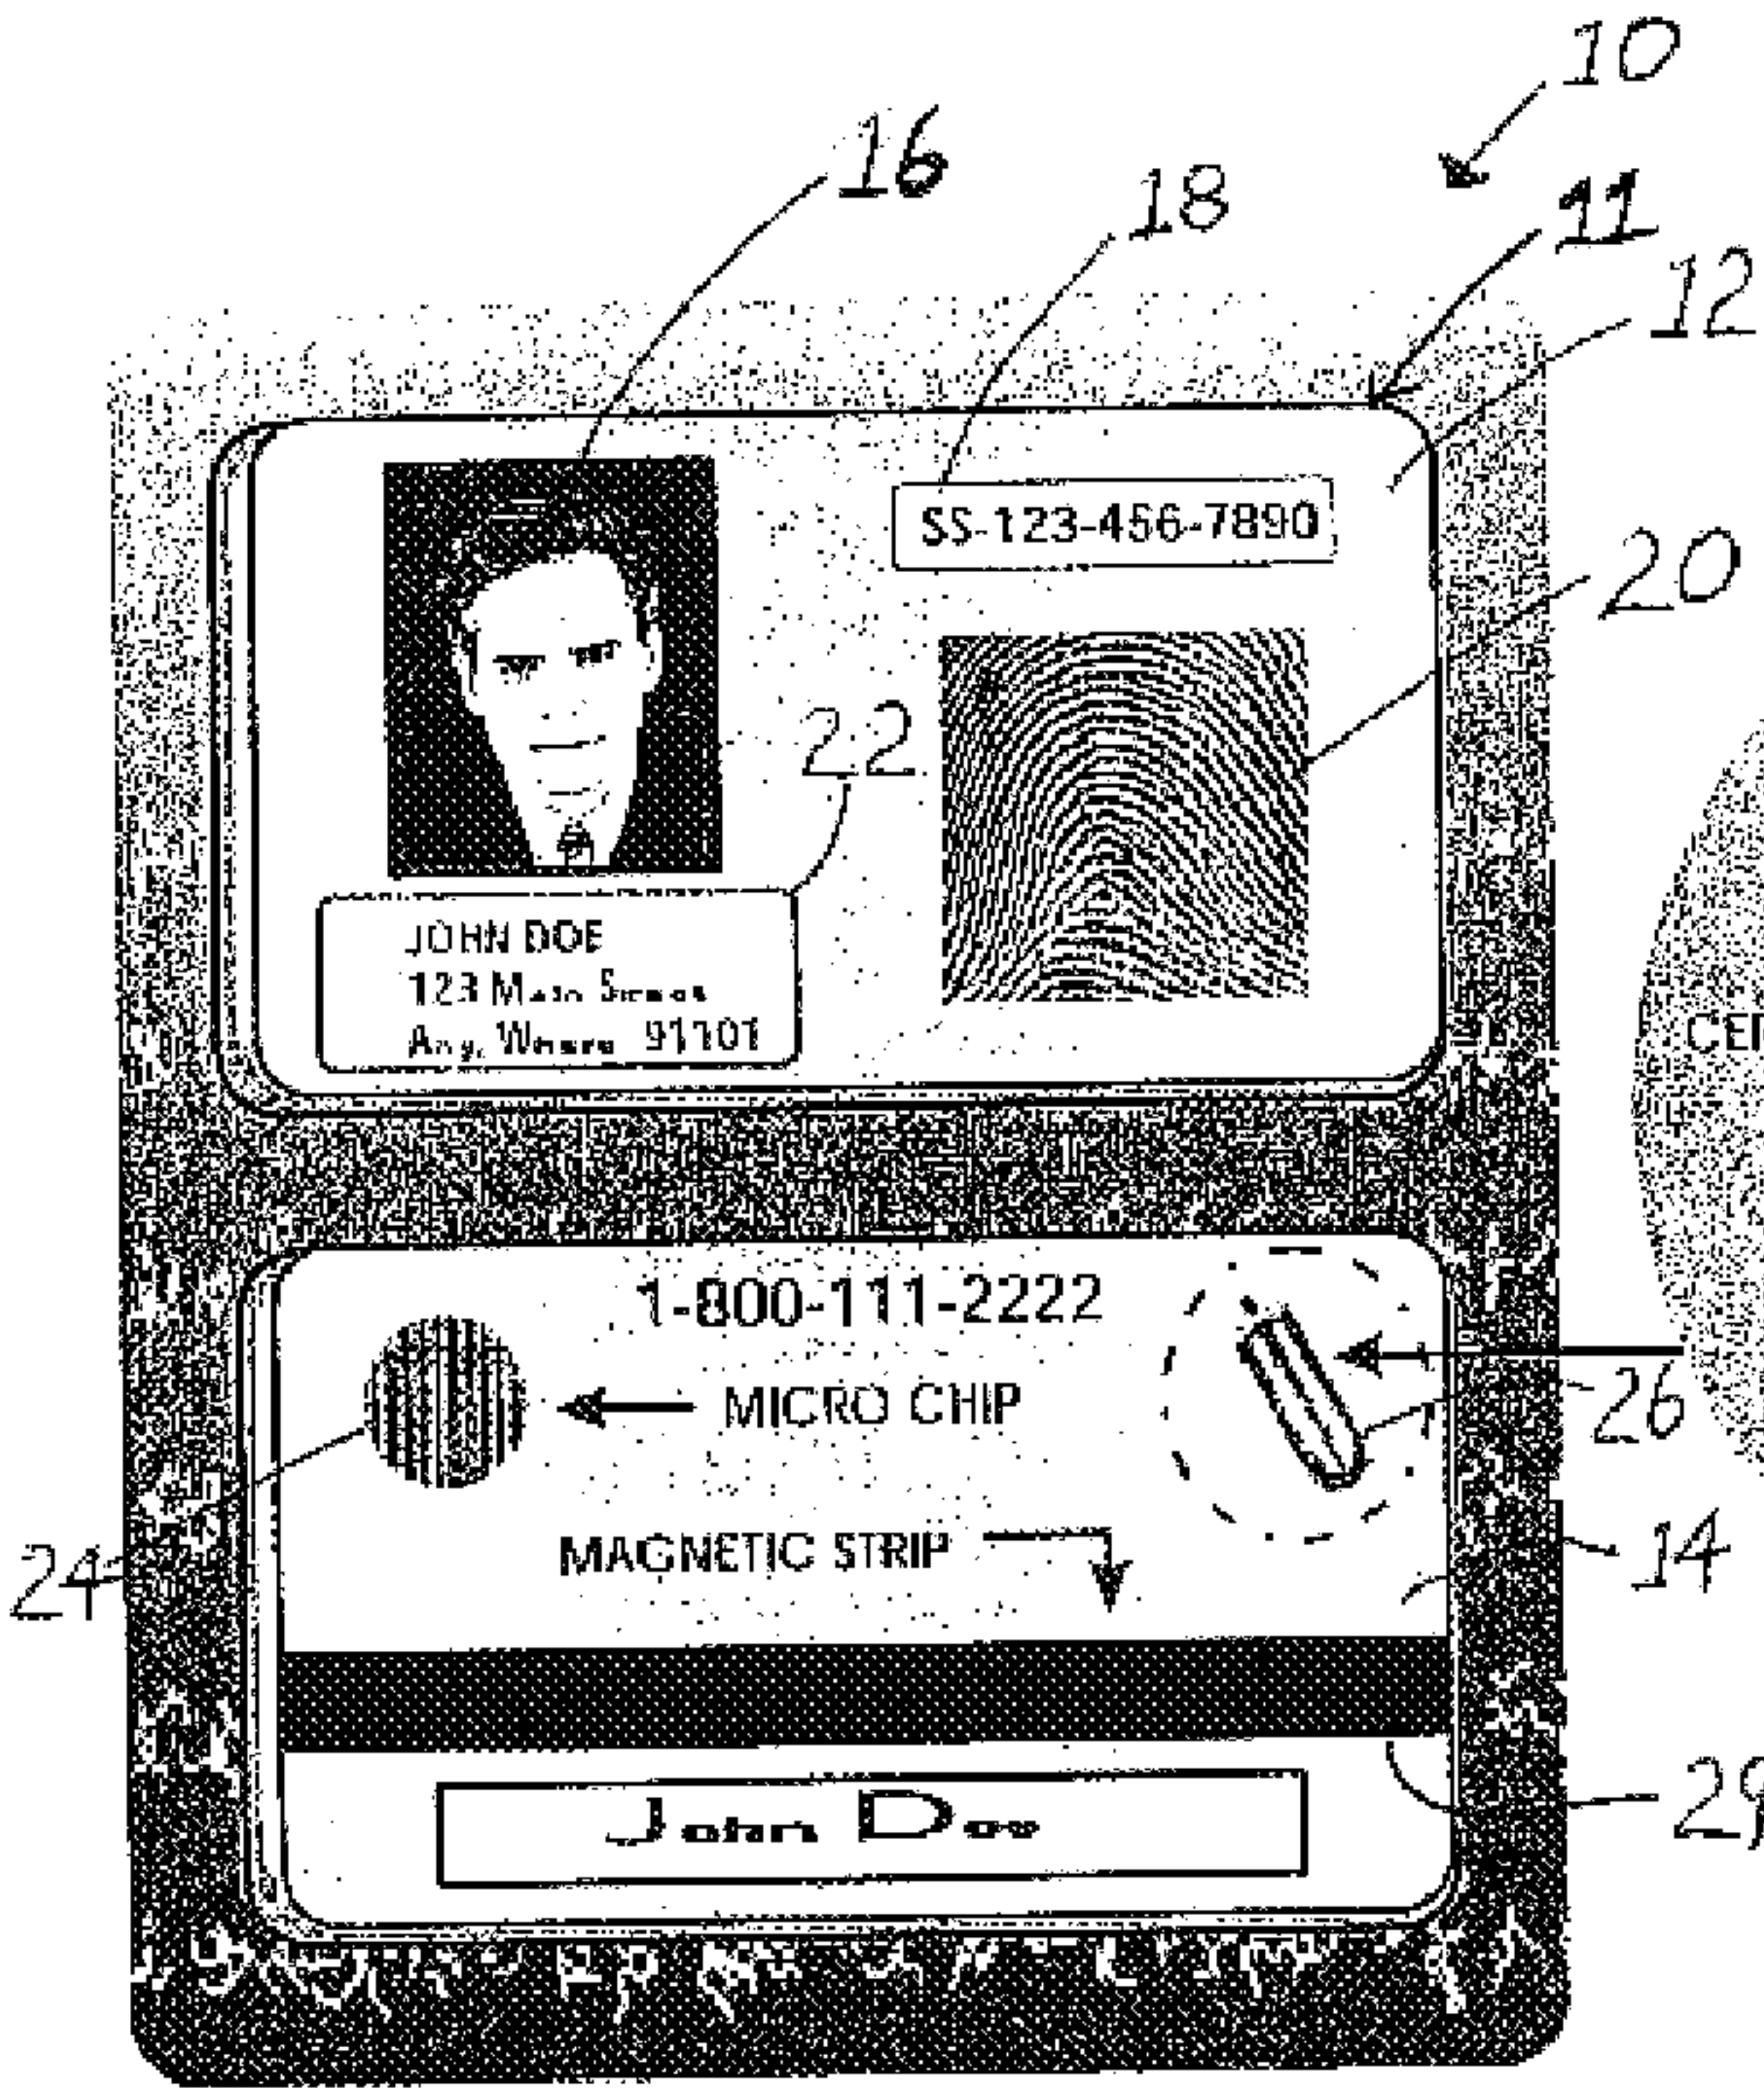 10
16
18
11
12
SS-123-456-7890
20
22
JOHN DOE
123 Main Street
Any, Where 91101
1-800-111-2222
MICRO CHIP
26
MAGNETIC STRIP
24
14
29
John Doe